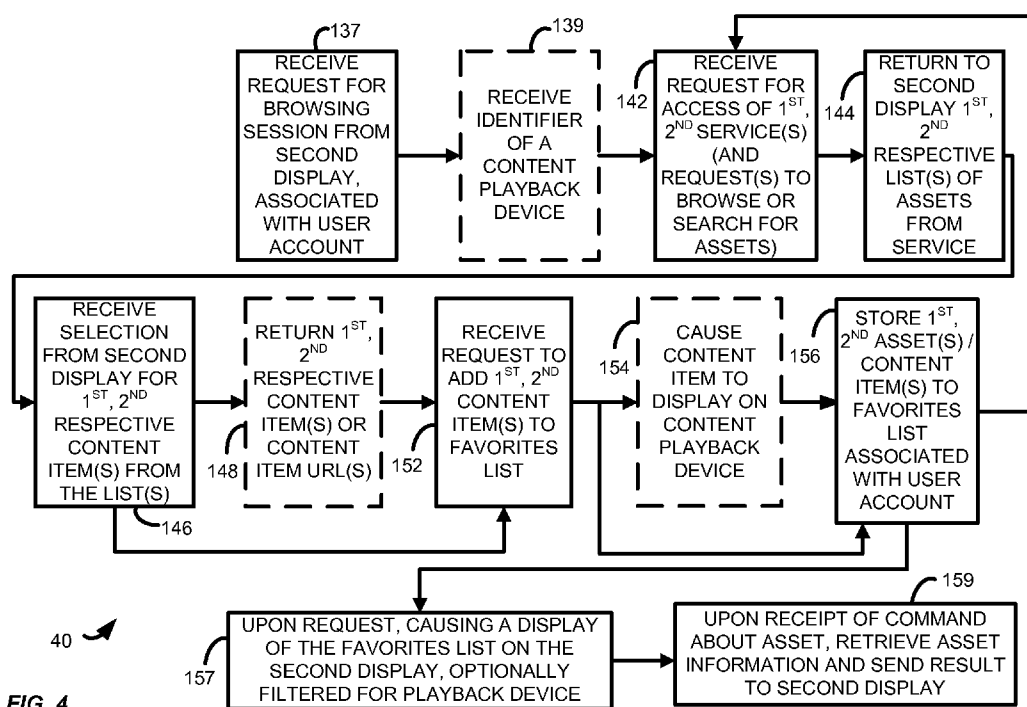 137
RECEIVE
REQUEST FOR
BROWSING
SESSION FROM
SECOND
DISPLAY,
ASSOCIATED
WITH USER
ACCOUNT
139
RECEIVE
IDENTIFIER
OF A
CONTENT
PLAYBACK
DEVICE
142
RECEIVE
REQUEST FOR
ACCESS OF 1ST,
2ND SERVICE(S)
(AND
REQUEST(S) TO
BROWSE OR
SEARCH FOR
ASSETS)
144
RETURN TO
SECOND
DISPLAY 1ST,
2ND
RESPECTIVE
LIST(S) OF
ASSETS FROM
SERVICE
RECEIVE
SELECTION
FROM SECOND
DISPLAY FOR
1ST, 2ND
RESPECTIVE
CONTENT
ITEM(S) FROM
THE LIST(S)
146
RETURN 1ST,
2ND
RESPECTIVE
CONTENT
ITEM(S) OR
CONTENT
ITEM URL(S)
148
RECEIVE
REQUEST TO
ADD 1ST, 2ND
CONTENT
ITEM(S) TO
FAVORITES
LIST
152
154
CAUSE
CONTENT
ITEM TO
DISPLAY ON
CONTENT
PLAYBACK
DEVICE
156
STORE 1ST,
2ND ASSET(S) /
CONTENT
ITEM(S) TO
FAVORITES
LIST
ASSOCIATED
WITH USER
ACCOUNT
40
157
UPON REQUEST, CAUSING A DISPLAY
OF THE FAVORITES LIST ON THE
SECOND DISPLAY, OPTIONALLY
FILTERED FOR PLAYBACK DEVICE
159
UPON RECEIPT OF COMMAND
ABOUT ASSET, RETRIEVE ASSET
INFORMATION AND SEND RESULT
TO SECOND DISPLAY
FIG. 4